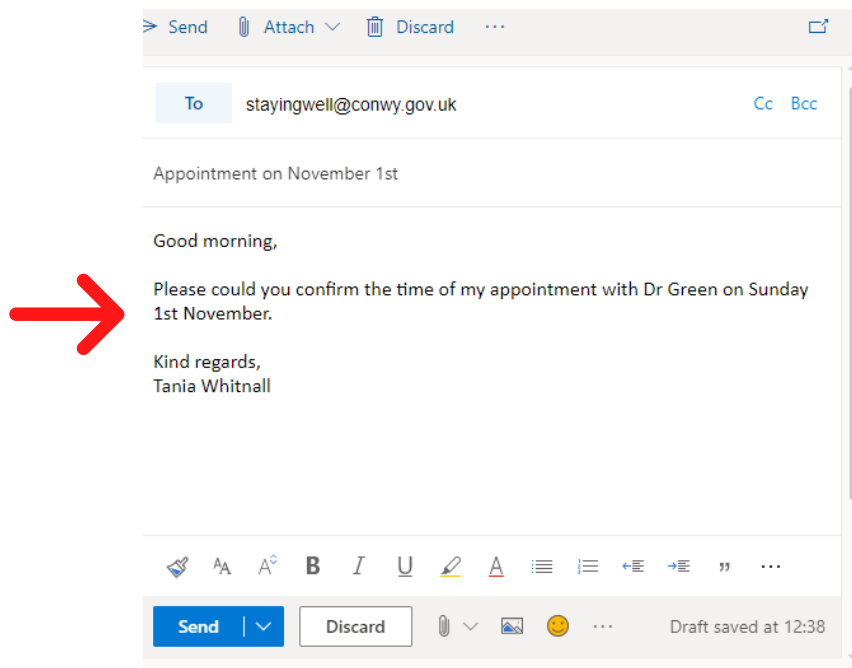 Send Attach Discard ...
To stayingwell@conwy.gov.uk Cc Bcc
Appointment on November 1st
Good morning,
Please could you confirm the time of my appointment with Dr Green on Sunday
1st November.
Kind regards,
Tania Whitnall
AA A B I U A " ...
Send Discard ... Draft saved at 12:38